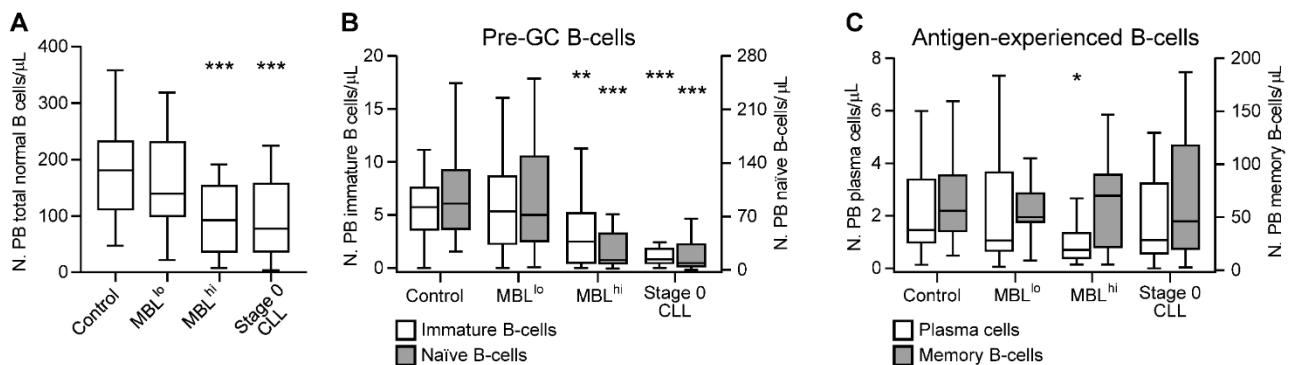 A
N. PB total normal B cells/µL
400
300
200
100
0
***
***
Control
MBLlo
MBLhi
Stage 0
CLL
B
Pre-GC B-cells
N. PB immature B cells/µL
20
15
10
5
0
**
***
***
***
280
210
140
70
0
N. PB naïve B-cells/µL
Control
MBLlo
MBLhi
Stage 0
CLL
Immature B-cells
Naïve B-cells
C
Antigen-experienced B-cells
N. PB plasma cells/µL
8
6
4
2
0
*
200
150
100
50
0
N. PB memory B-cells/µL
Control
MBLlo
MBLhi
Stage 0
CLL
Plasma cells
Memory B-cells